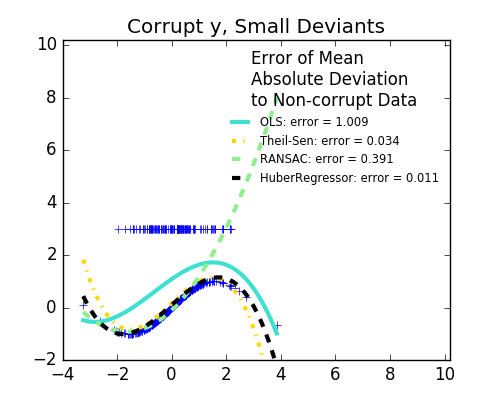 Corrupt y, Small Deviants
Error of Mean
Absolute Deviation
to Non-corrupt Data
OLS: error = 1.009
Theil-Sen: error = 0.034
RANSAC: error = 0.391
HuberRegressor: error = 0.011
10
8
6
4
2
0
−2
−4 −2 0 2 4 6 8 10